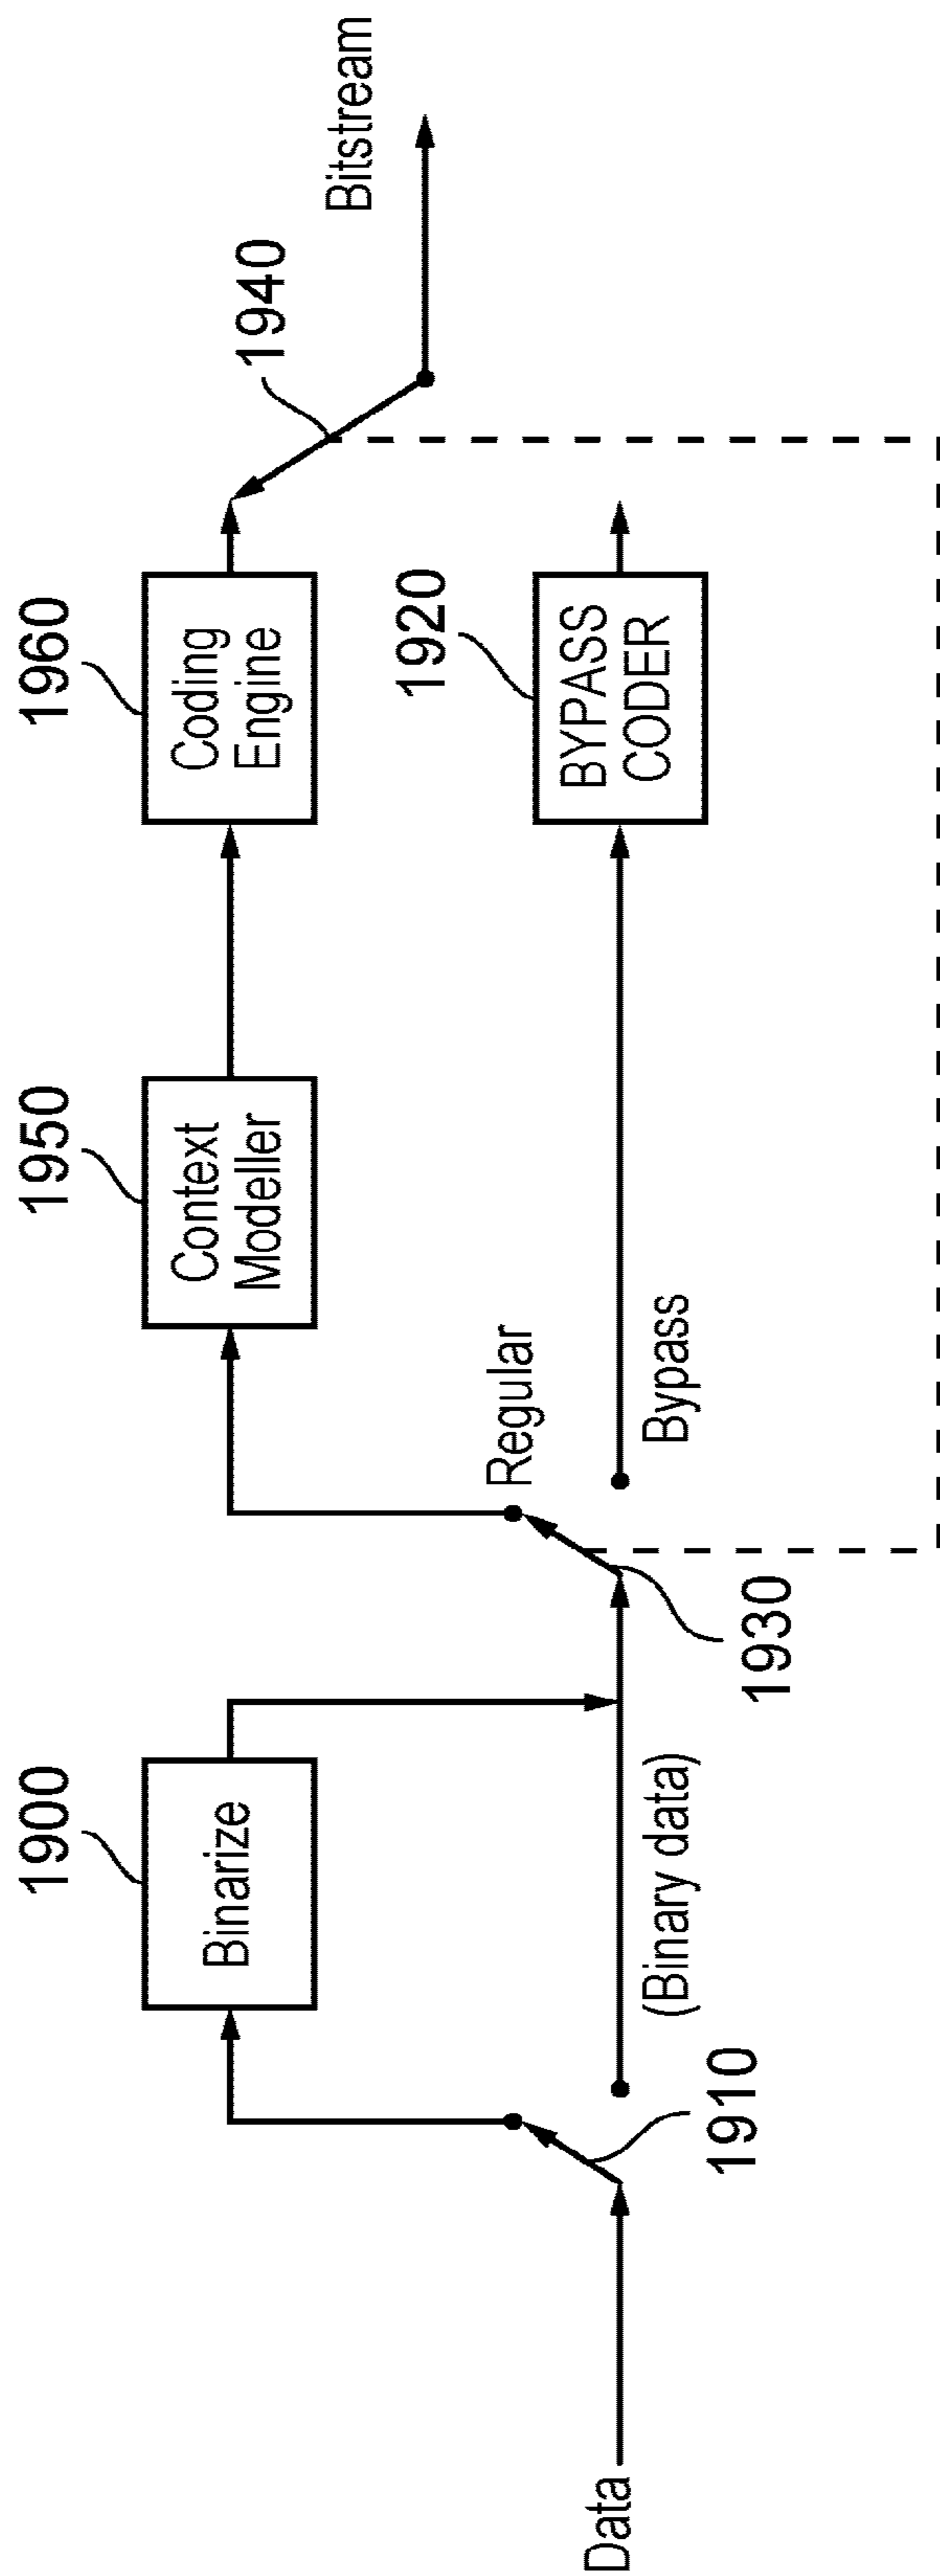 Data
1910
1900
Binarize
(Binary data)
1930
Regular
Bypass
1950
Context
Modeller
1960
Coding
Engine
1920
BYPASS
CODER
1940
Bitstream